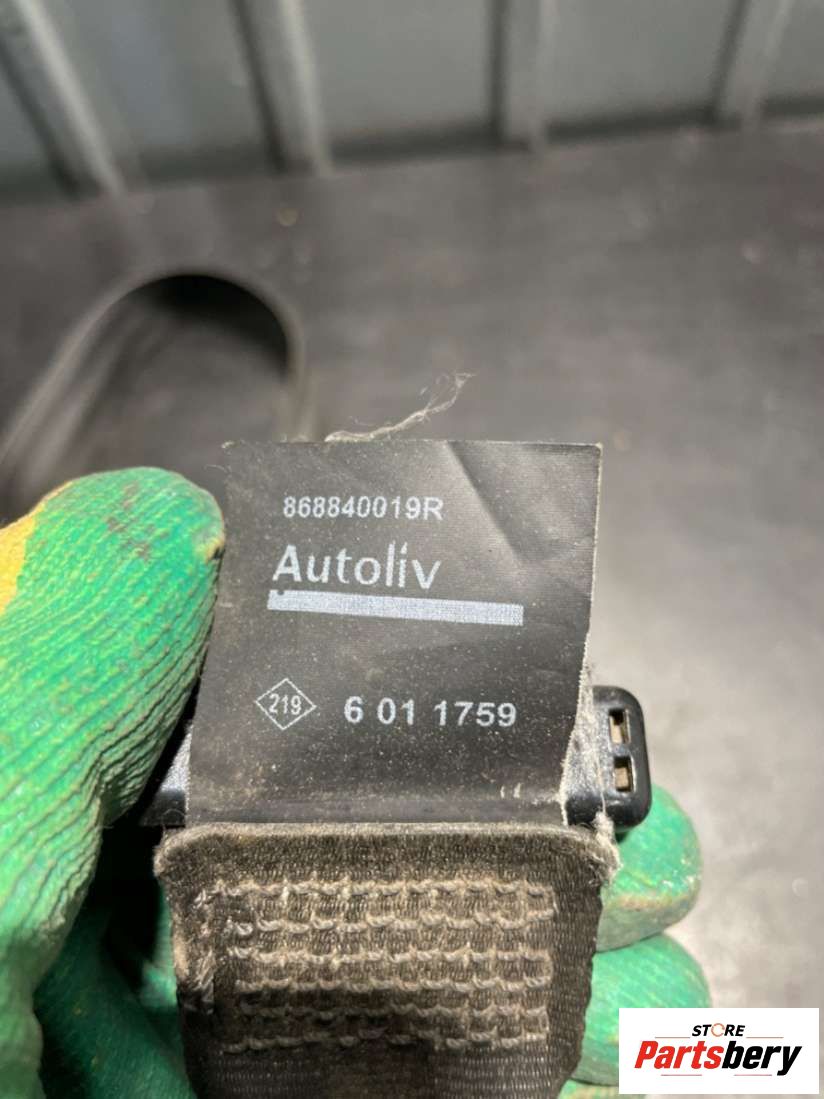 868840019R
Autoliv
219 6 01 1759
STORE
Partsbery